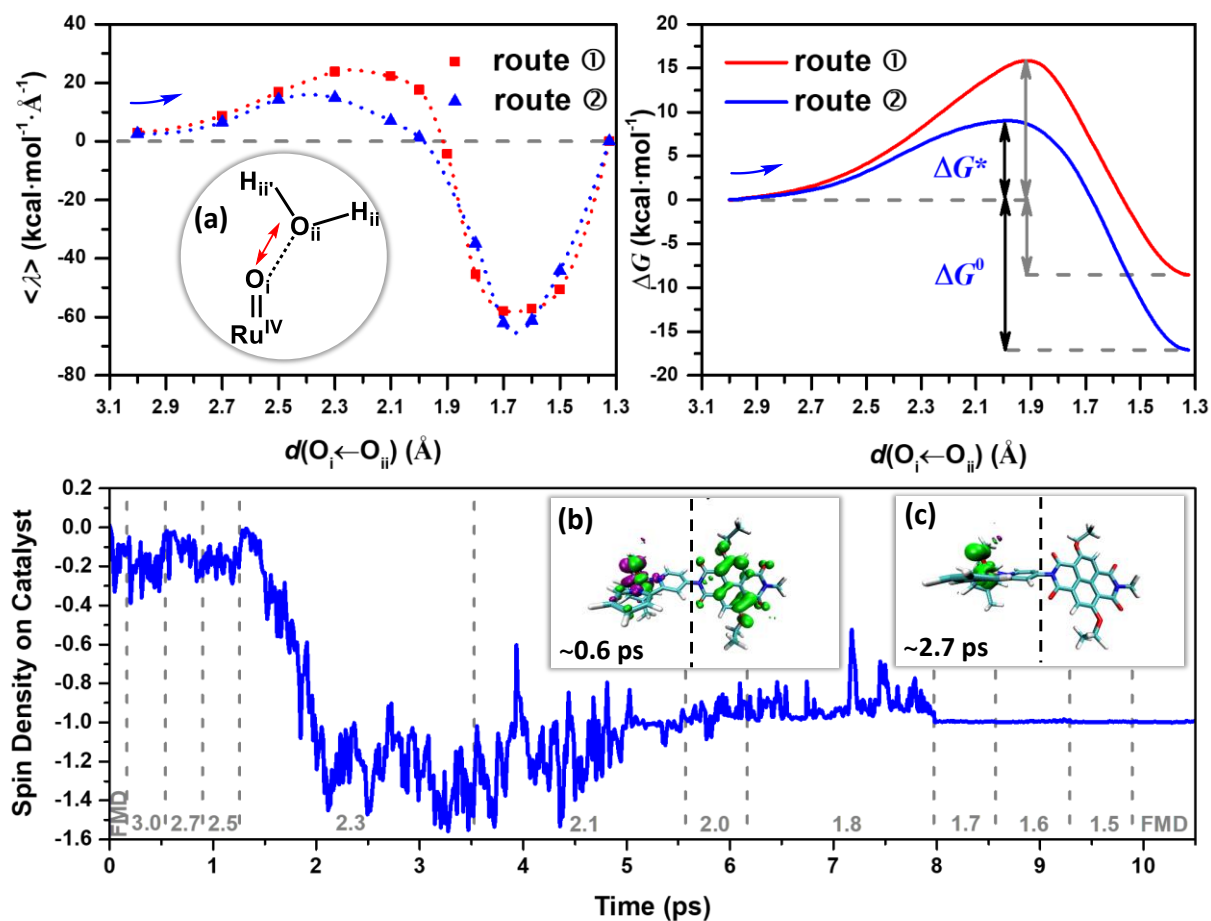 <λ> (kcal·mol⁻¹·Å⁻¹)
40
20
0
-20
-40
-60
-80
route ①
route ②
(a)
Hᵢᵢ'
Hᵢᵢ
Oᵢᵢ
Oᵢ
Ruᴵⱽ
3.1 2.9 2.7 2.5 2.3 2.1 1.9 1.7 1.5 1.3
d(Oᵢ←Oᵢᵢ) (Å)
ΔG (kcal·mol⁻¹)
20
15
10
5
0
-5
-10
-15
-20
route ①
route ②
ΔG*
ΔG⁰
3.1 2.9 2.7 2.5 2.3 2.1 1.9 1.7 1.5 1.3
d(Oᵢ←Oᵢᵢ) (Å)
Spin Density on Catalyst
0.2
0.0
-0.2
-0.4
-0.6
-0.8
-1.0
-1.2
-1.4
-1.6
(b)
~0.6 ps
(c)
~2.7 ps
FMD 3.0 2.7 2.5 2.3 2.1 2.0 1.8 1.7 1.6 1.5 FMD
0 1 2 3 4 5 6 7 8 9 10
Time (ps)